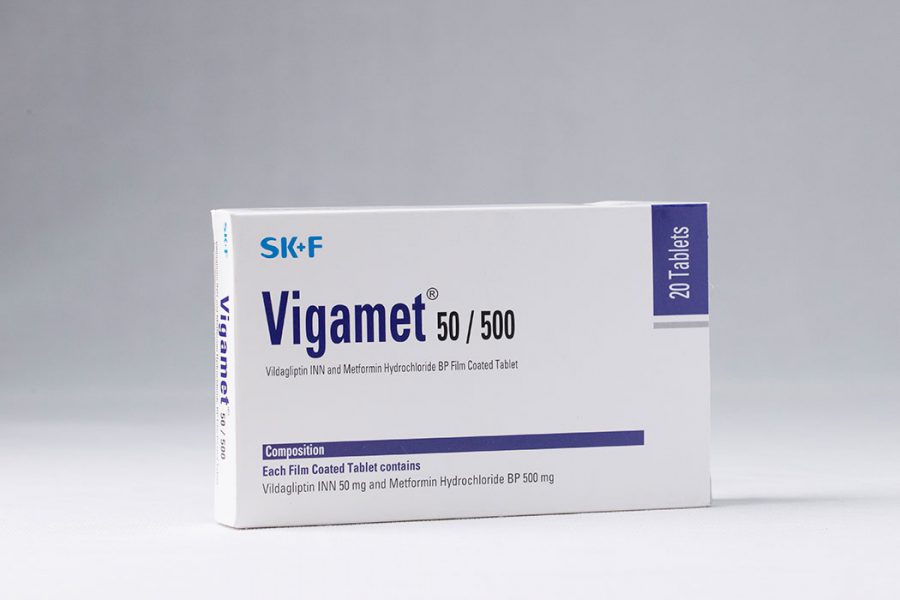 SK+F
Vigamet® 50 / 500
Vildagliptin INN and Metformin Hydrochloride BP Film Coated Tablet
Composition
Each Film Coated Tablet contains
Vildagliptin INN 50 mg and Metformin Hydrochloride BP 500 mg
20 Tablets
SK+F
Vigamet 50 / 500